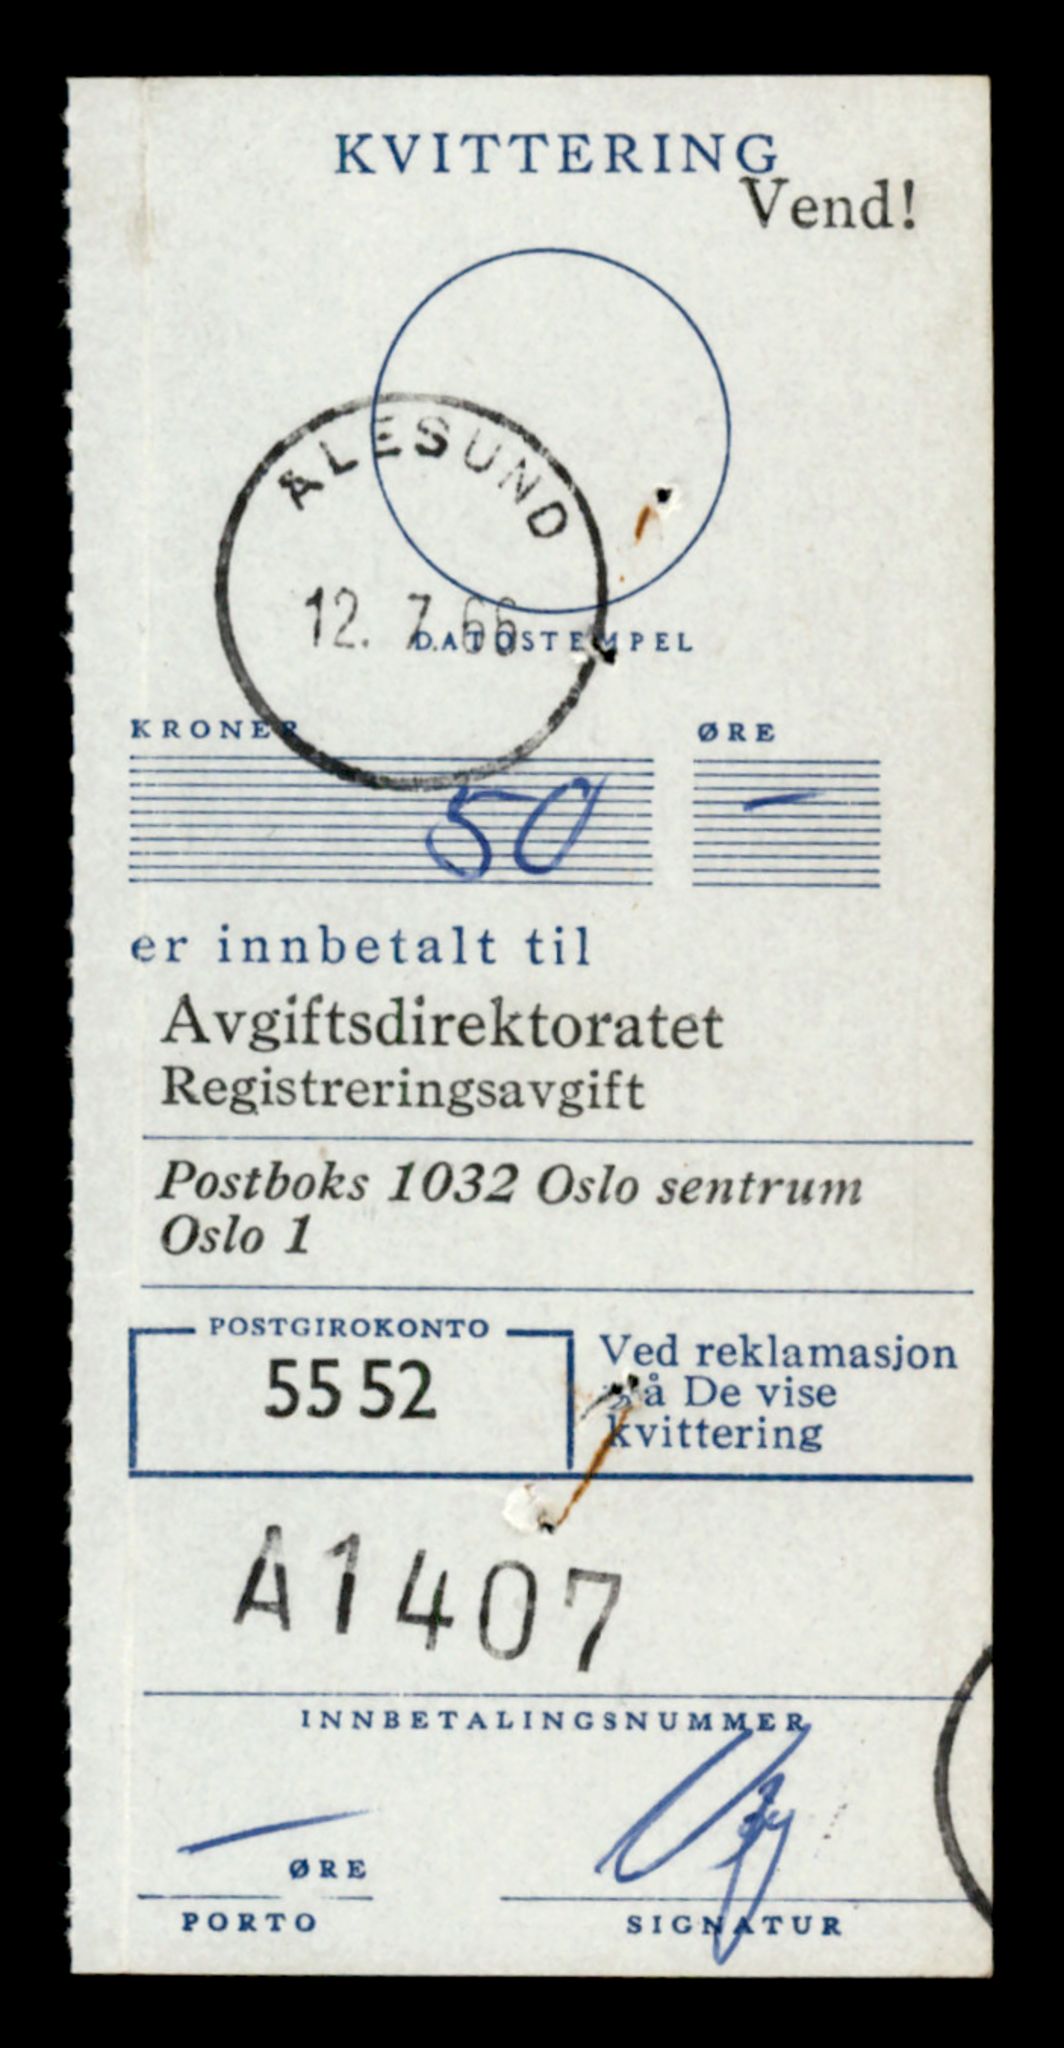 KVITTERING
Vend!
ÅLESUND
12. 7. 66
DATOSTEMPEL
KRONER
ØRE
50 –
er innbetalt til
Avgiftsdirektoratet
Registreringsavgift
Postboks 1032 Oslo sentrum
Oslo 1
POSTGIROKONTO
55 52
Ved reklamasjon
må De vise
kvittering
A1407
INNBETALINGSNUMMER
— ØRE
PORTO
SIGNATUR